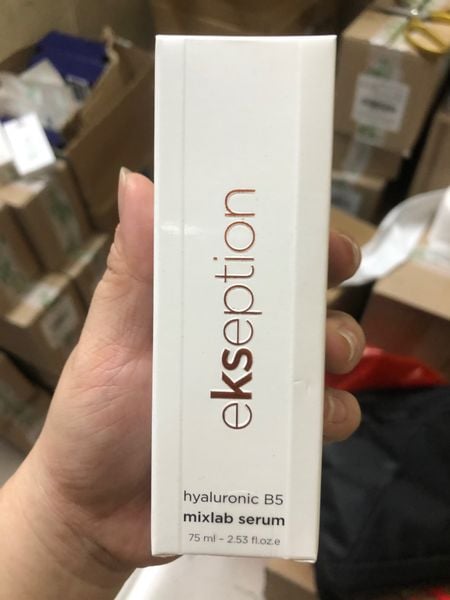 ekseption
hyaluronic B5
mixlab serum
75 ml - 2.53 fl.oz.e